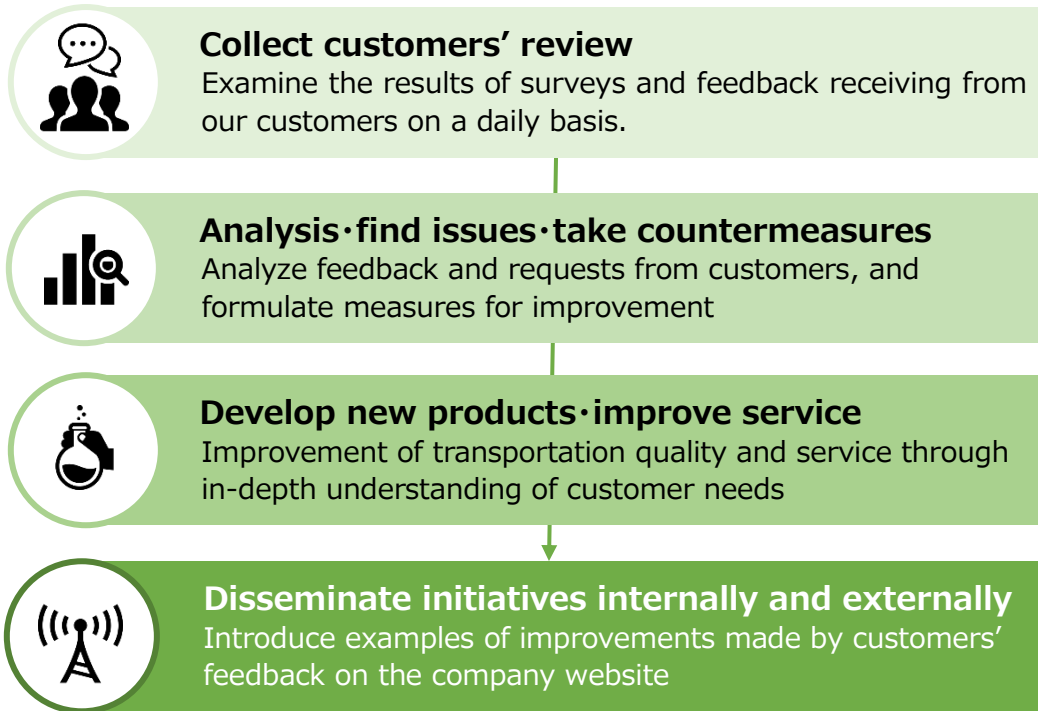 Collect customers’ review
Examine the results of surveys and feedback receiving from
our customers on a daily basis.
Analysis･find issues･take countermeasures
Analyze feedback and requests from customers, and
formulate measures for improvement
Develop new products･improve service
Improvement of transportation quality and service through
in-depth understanding of customer needs
Disseminate initiatives internally and externally
Introduce examples of improvements made by customers’
feedback on the company website